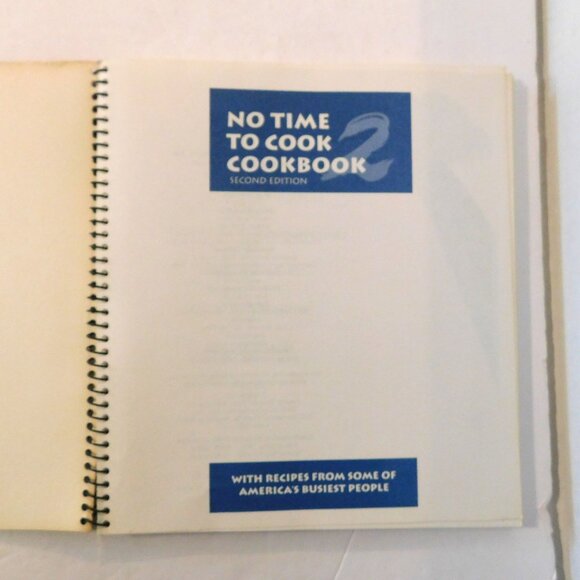 NO TIME
TO COOK
COOKBOOK 2
SECOND EDITION
WITH RECIPES FROM SOME OF
AMERICA'S BUSIEST PEOPLE